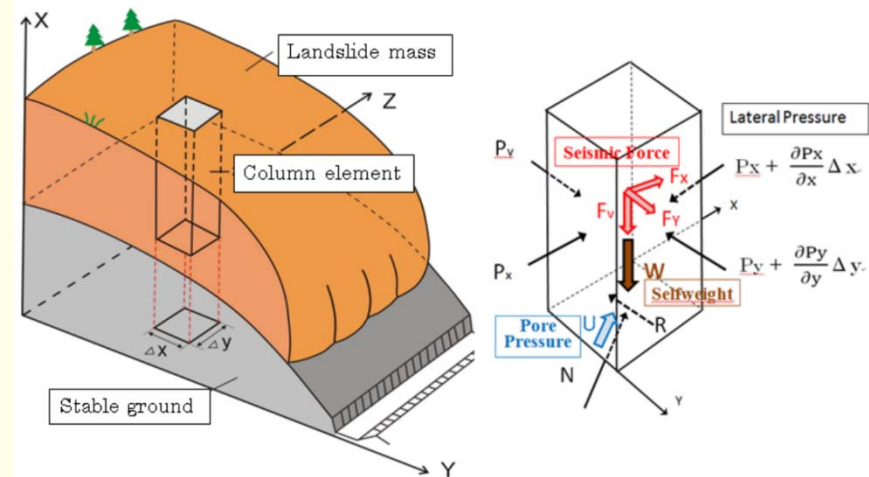 X
Landslide mass
Z
Column element
Δx
Δy
Stable ground
Y
Lateral Pressure
Pᵥ
Seismic Force
Fx
Fᵥ
FY
Px + ∂Px/∂x Δ x
X
Px
W
Py + ∂Py/∂y Δ y
Selfweight
U
R
Pore
Pressure
N
Y